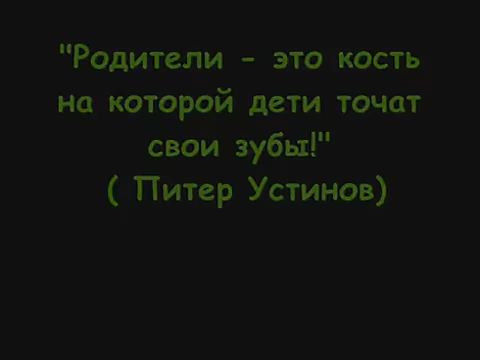 "Родители - это кость
на которой дети точат
свои зубы!"
( Питер Устинов)